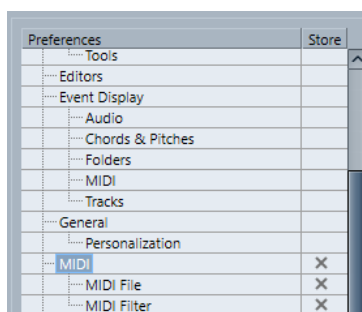 Preferences Store
Tools
Editors
Event Display
Audio
Chords & Pitches
Folders
MIDI
Tracks
General
Personalization
MIDI
MIDI File
MIDI Filter